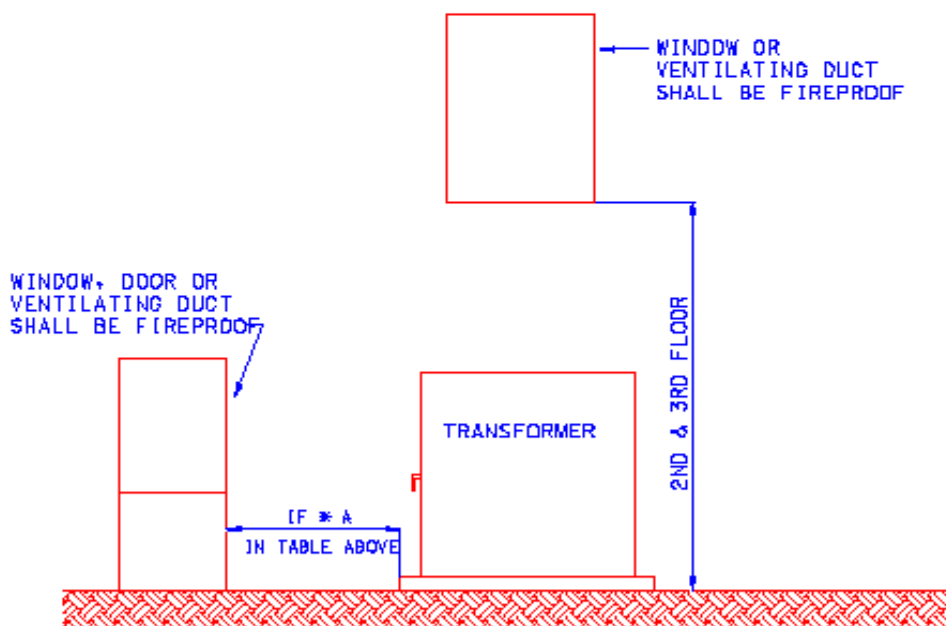 WINDOW OR
VENTILATING DUCT
SHALL BE FIREPROOF
WINDOW, DOOR OR
VENTILATING DUCT
SHALL BE FIREPROOF
2ND & 3RD FLOOR
TRANSFORMER
IF * A
IN TABLE ABOVE